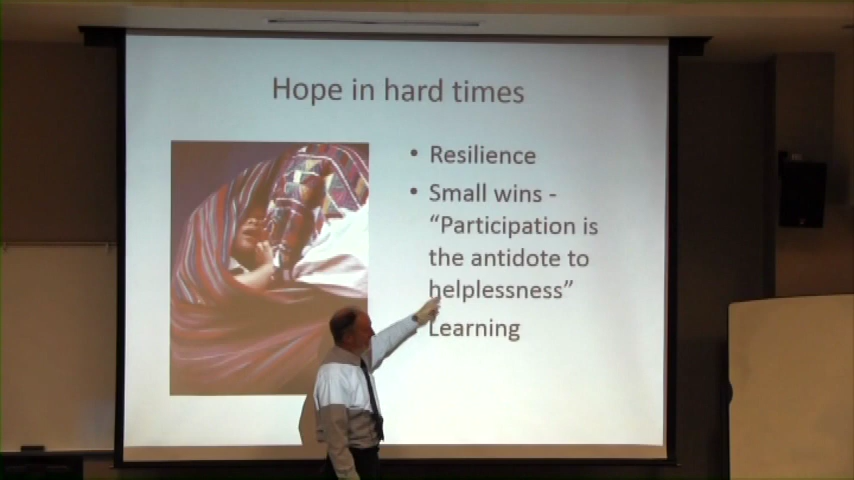 Hope in hard times
• Resilience
• Small wins -
“Participation is
the antidote to
helplessness”
Learning